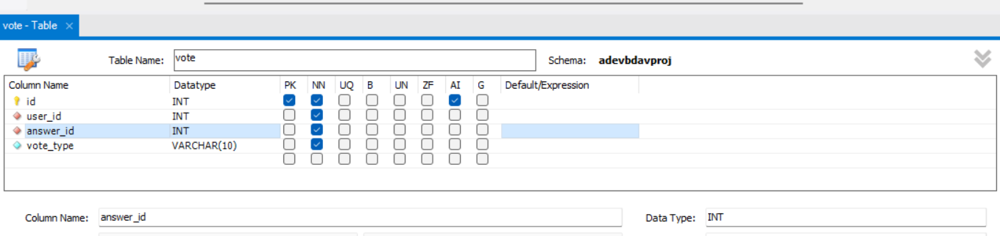 vote - Table ×
Table Name: vote Schema: adevbdavproj
Column Name Datatype PK NN UQ B UN ZF AI G Default/Expression
id INT
user_id INT
answer_id INT
vote_type VARCHAR(10)
Column Name: answer_id Data Type: INT